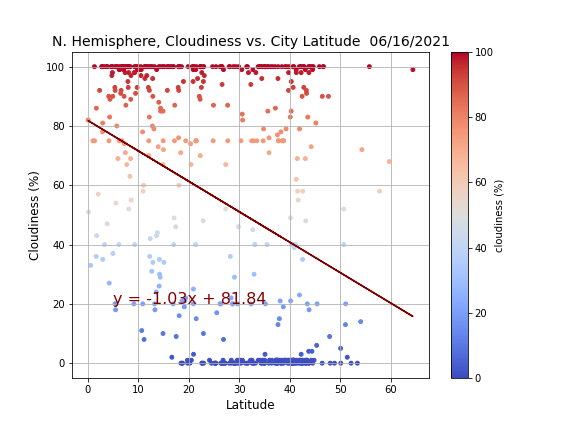 N. Hemisphere, Cloudiness vs. City Latitude 06/16/2021
100
80
60
40
20
0
Cloudiness (%)
y = -1.03x + 81.84
0 10 20 30 40 50 60
Latitude
100
80
60
40
20
0
cloudiness (%)